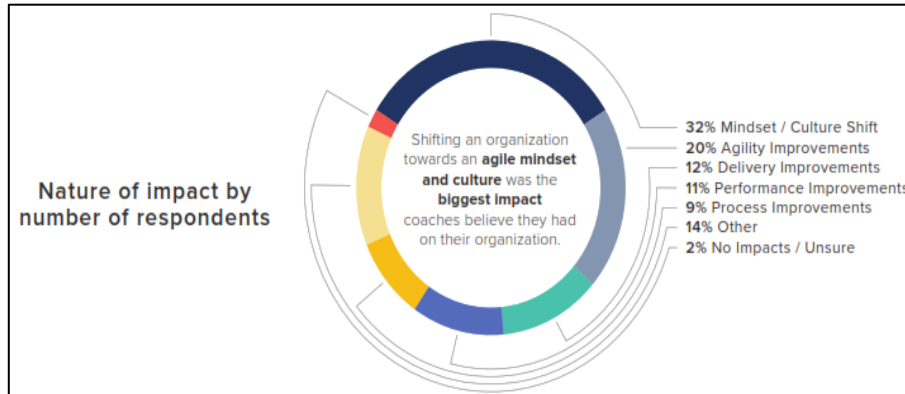 Nature of impact by
number of respondents
Shifting an organization
towards an agile mindset
and culture was the
biggest impact
coaches believe they had
on their organization.
32% Mindset / Culture Shift
20% Agility Improvements
12% Delivery Improvements
11% Performance Improvements
9% Process Improvements
14% Other
2% No Impacts / Unsure